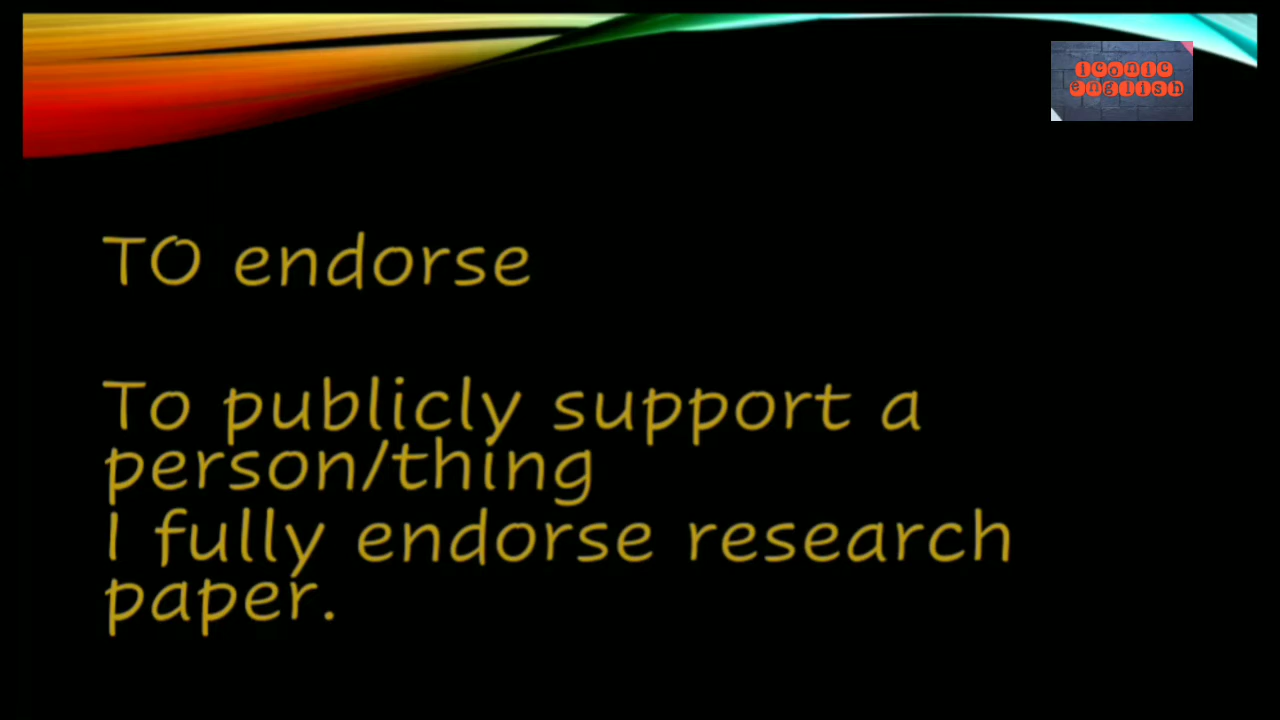 iconic
english
TO endorse
To publicly support a
person/thing
I fully endorse research
paper.